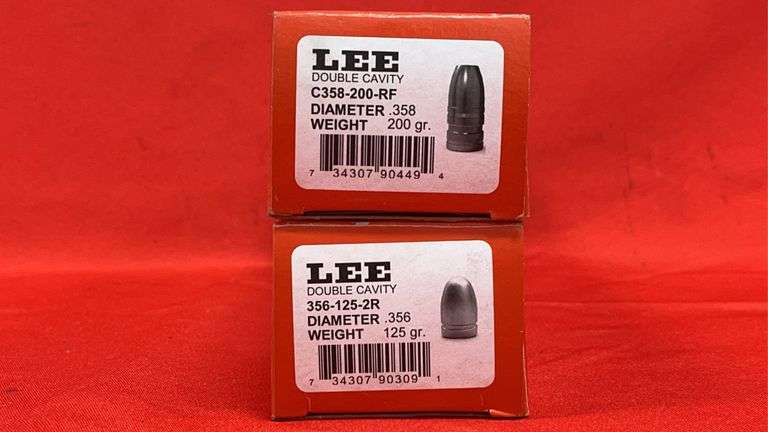 LEE
DOUBLE CAVITY
C358-200-RF
DIAMETER .358
WEIGHT 200 gr.
7 34307 90449 4
LEE
DOUBLE CAVITY
356-125-2R
DIAMETER .356
WEIGHT 125 gr.
7 34307 90309 1